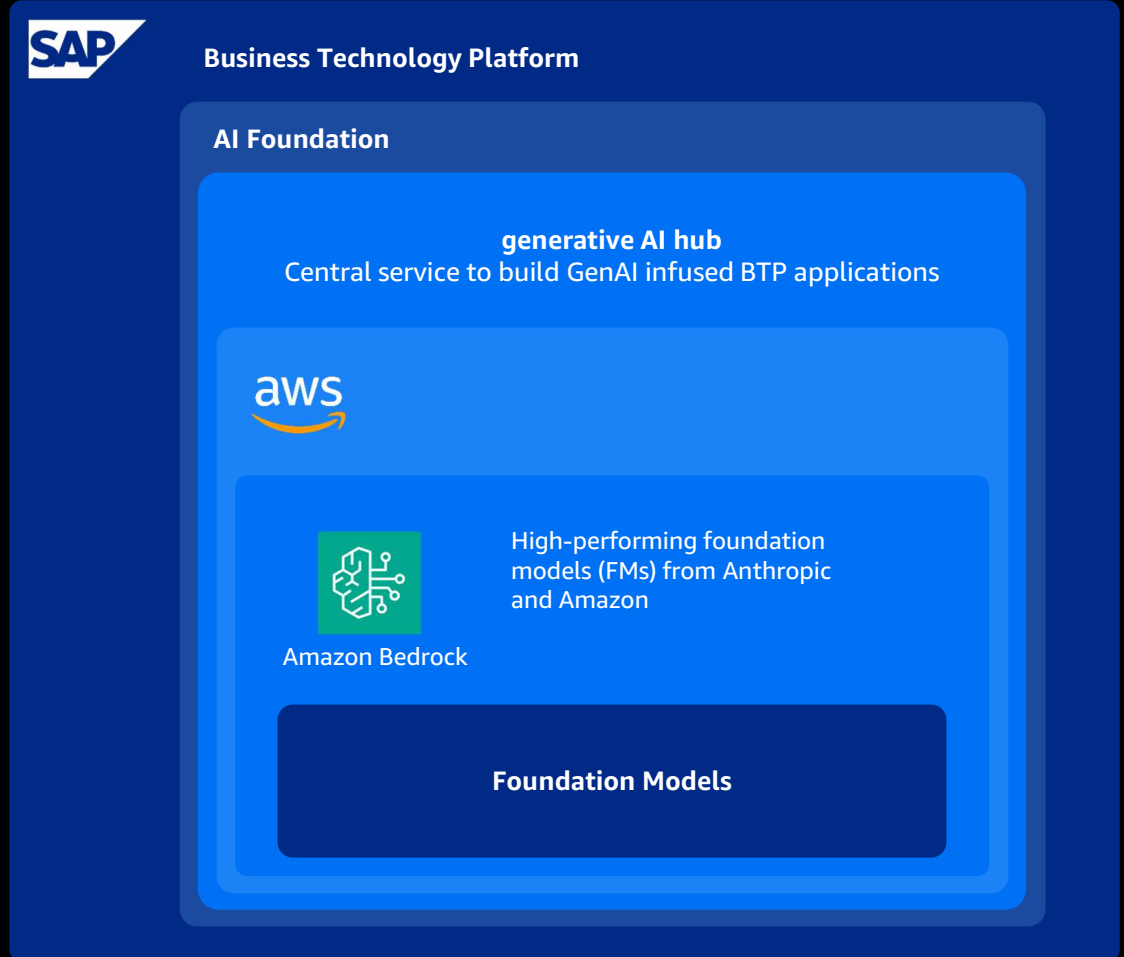 SAP
Business Technology Platform
AI Foundation
generative AI hub
Central service to build GenAI infused BTP applications
aws
High-performing foundation
models (FMs) from Anthropic
and Amazon
Amazon Bedrock
Foundation Models